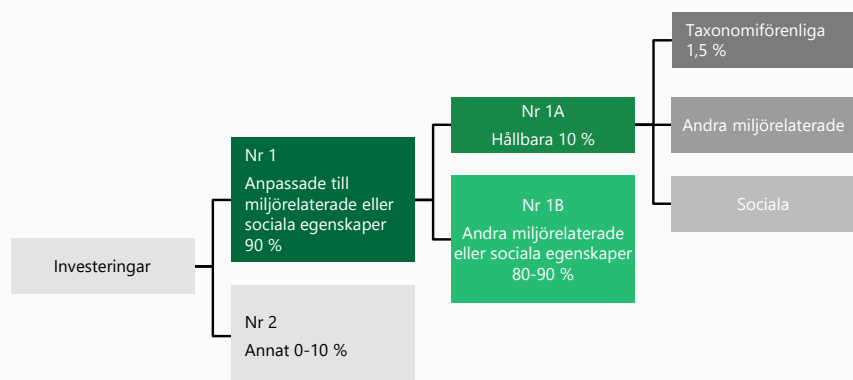 Investeringar
Nr 1
Anpassade till
miljörelaterade eller
sociala egenskaper
90 %
Nr 2
Annat 0-10 %
Nr 1A
Hållbara 10 %
Nr 1B
Andra miljörelaterade
eller sociala egenskaper
80-90 %
Taxonomiförenliga
1,5 %
Andra miljörelaterade
Sociala